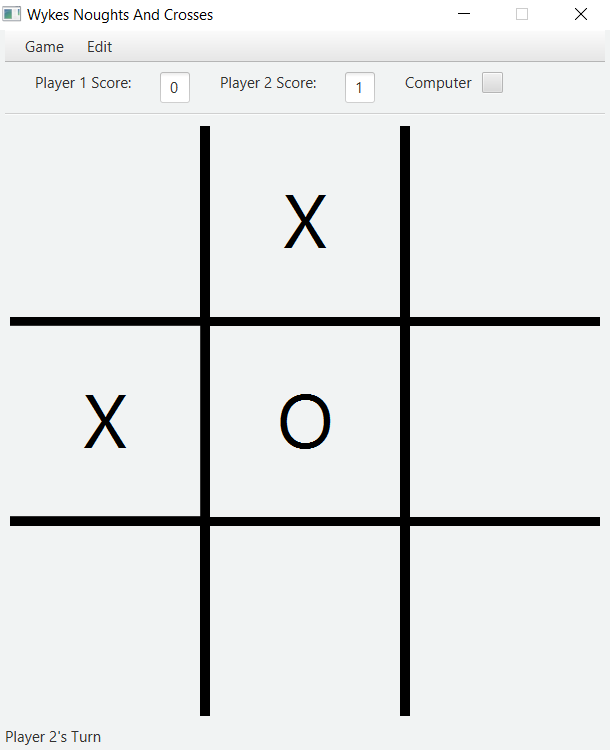 Wykes Noughts And Crosses
Game Edit
Player 1 Score: 0 Player 2 Score: 1 Computer
X
X O
Player 2's Turn